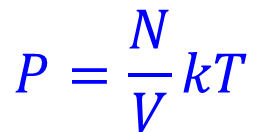 P = N/V kT